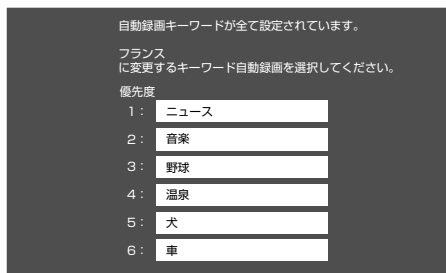 自動録画キーワードが全て設定されています。
フランス
に変更するキーワード自動録画を選択してください。
優先度
1： ニュース
2： 音楽
3： 野球
4： 温泉
5： 犬
6： 車